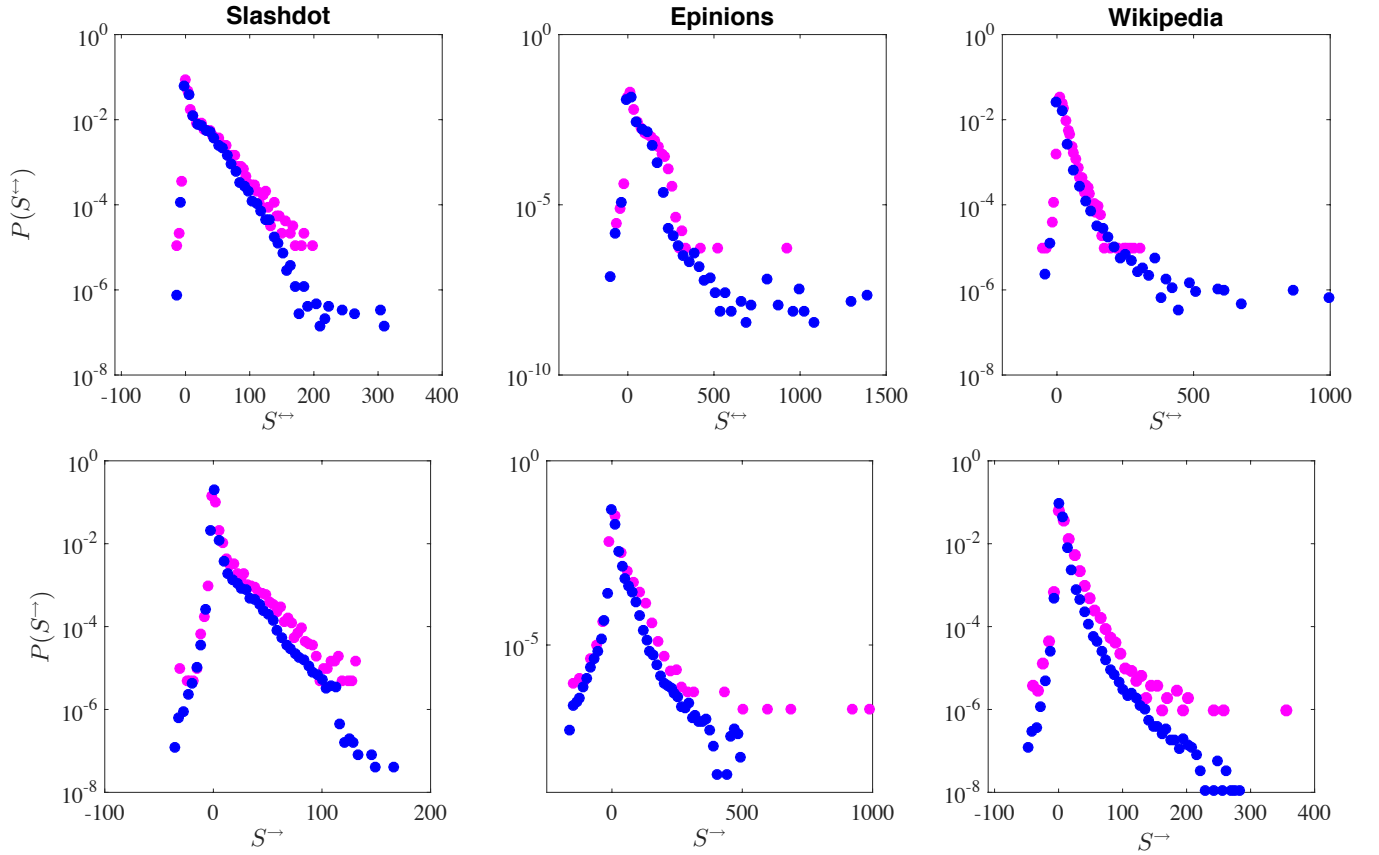 Slashdot Epinions Wikipedia
10^0 10^0 10^0
10^-2 10^-2
P(S^↔) 10^-4 10^-5 10^-4
10^-6 10^-6
10^-8 10^-10 10^-8
-100 0 100 200 300 400 0 500 1000 1500 0 500 1000
S^↔ S^↔ S^↔
10^0 10^0 10^0
10^-2 10^-2
P(S^→) 10^-4 10^-5 10^-4
10^-6 10^-6
10^-8 10^-8
-100 0 100 200 0 500 1000 -100 0 100 200 300 400
S^→ S^→ S^→